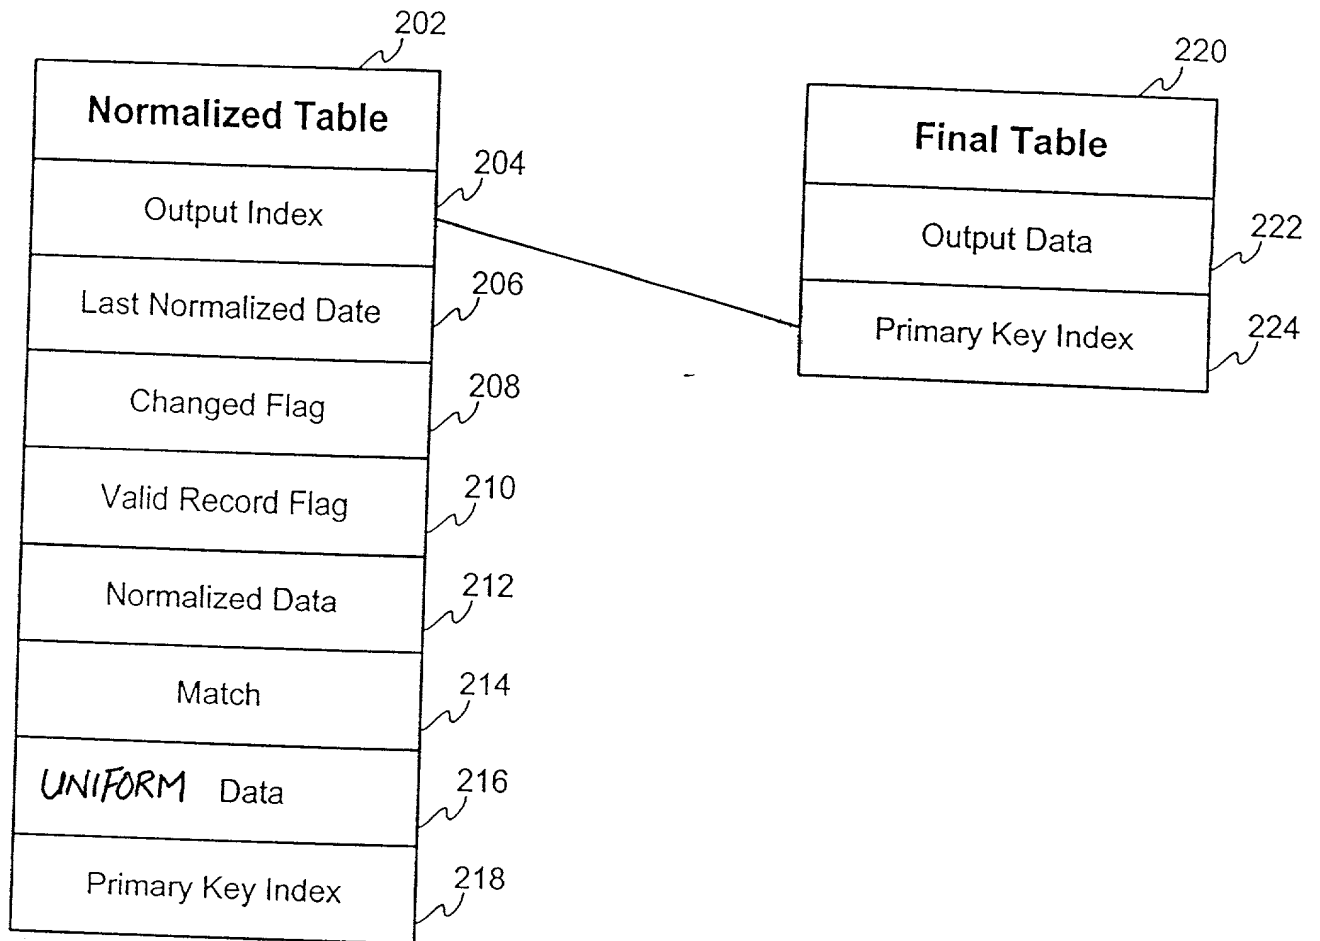 202
Normalized Table
204
Output Index
206
Last Normalized Date
208
Changed Flag
210
Valid Record Flag
212
Normalized Data
214
Match
216
UNIFORM Data
218
Primary Key Index
220
Final Table
222
Output Data
224
Primary Key Index